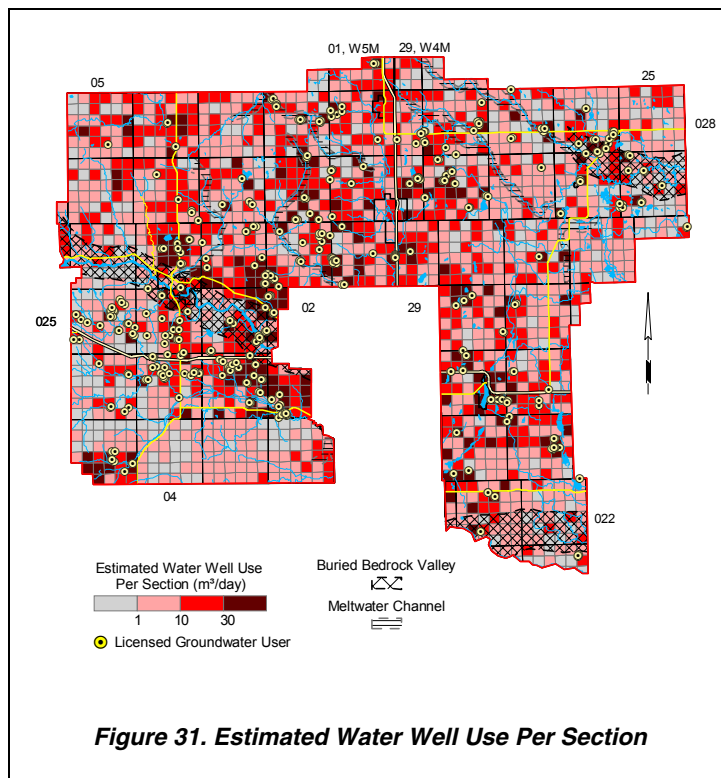 01, W5M 29, W4M
05
25
028
02
29
025
04
022
Estimated Water Well Use
Per Section (m³/day)
1 10 30
Licensed Groundwater User
Buried Bedrock Valley
Meltwater Channel
Figure 31. Estimated Water Well Use Per Section